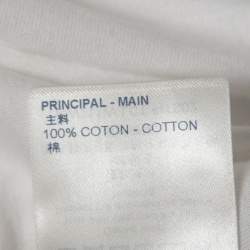 PRINCIPAL - MAIN
主料
100% COTON - COTTON
棉